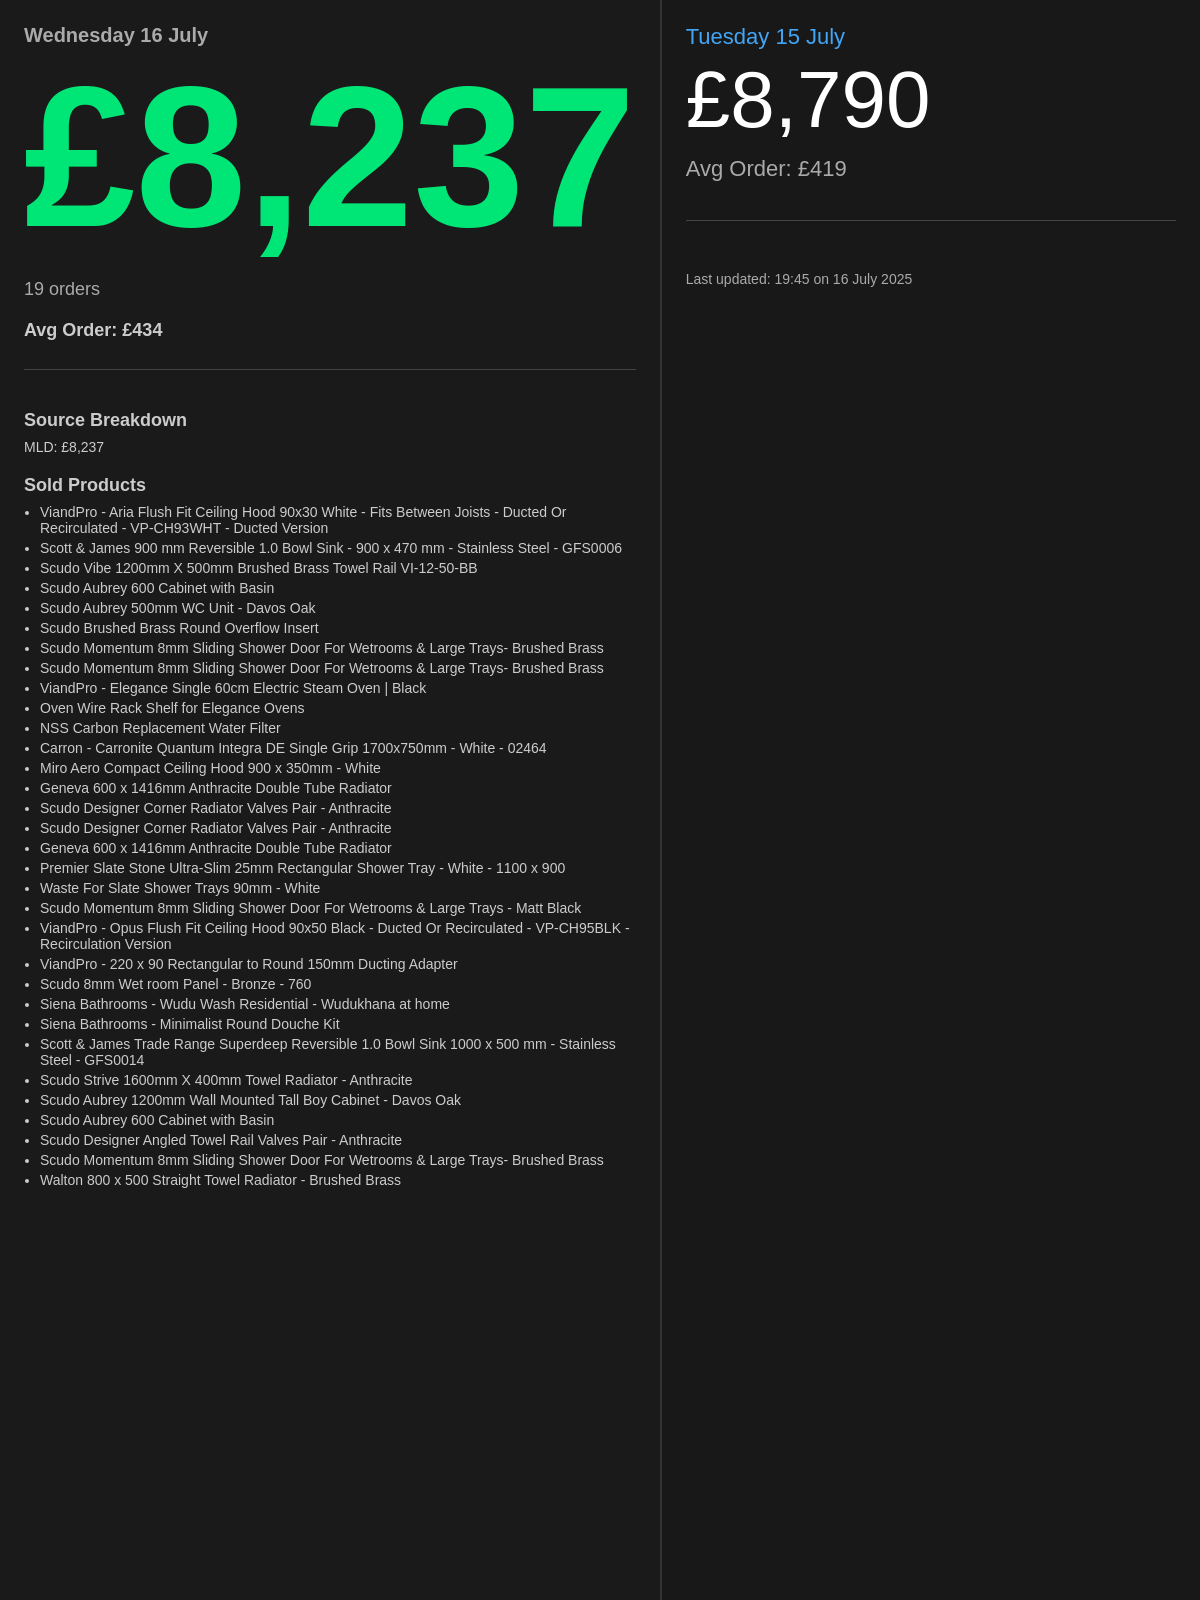 Wednesday 16 July
£8,237
19 orders
Avg Order: £434
Source Breakdown
MLD: £8,237
Sold Products
• ViandPro - Aria Flush Fit Ceiling Hood 90x30 White - Fits Between Joists - Ducted Or
Recirculated - VP-CH93WHT - Ducted Version
• Scott & James 900 mm Reversible 1.0 Bowl Sink - 900 x 470 mm - Stainless Steel - GFS0006
• Scudo Vibe 1200mm X 500mm Brushed Brass Towel Rail VI-12-50-BB
• Scudo Aubrey 600 Cabinet with Basin
• Scudo Aubrey 500mm WC Unit - Davos Oak
• Scudo Brushed Brass Round Overflow Insert
• Scudo Momentum 8mm Sliding Shower Door For Wetrooms & Large Trays- Brushed Brass
• Scudo Momentum 8mm Sliding Shower Door For Wetrooms & Large Trays- Brushed Brass
• ViandPro - Elegance Single 60cm Electric Steam Oven | Black
• Oven Wire Rack Shelf for Elegance Ovens
• NSS Carbon Replacement Water Filter
• Carron - Carronite Quantum Integra DE Single Grip 1700x750mm - White - 02464
• Miro Aero Compact Ceiling Hood 900 x 350mm - White
• Geneva 600 x 1416mm Anthracite Double Tube Radiator
• Scudo Designer Corner Radiator Valves Pair - Anthracite
• Scudo Designer Corner Radiator Valves Pair - Anthracite
• Geneva 600 x 1416mm Anthracite Double Tube Radiator
• Premier Slate Stone Ultra-Slim 25mm Rectangular Shower Tray - White - 1100 x 900
• Waste For Slate Shower Trays 90mm - White
• Scudo Momentum 8mm Sliding Shower Door For Wetrooms & Large Trays - Matt Black
• ViandPro - Opus Flush Fit Ceiling Hood 90x50 Black - Ducted Or Recirculated - VP-CH95BLK -
Recirculation Version
• ViandPro - 220 x 90 Rectangular to Round 150mm Ducting Adapter
• Scudo 8mm Wet room Panel - Bronze - 760
• Siena Bathrooms - Wudu Wash Residential - Wudukhana at home
• Siena Bathrooms - Minimalist Round Douche Kit
• Scott & James Trade Range Superdeep Reversible 1.0 Bowl Sink 1000 x 500 mm - Stainless
Steel - GFS0014
• Scudo Strive 1600mm X 400mm Towel Radiator - Anthracite
• Scudo Aubrey 1200mm Wall Mounted Tall Boy Cabinet - Davos Oak
• Scudo Aubrey 600 Cabinet with Basin
• Scudo Designer Angled Towel Rail Valves Pair - Anthracite
• Scudo Momentum 8mm Sliding Shower Door For Wetrooms & Large Trays- Brushed Brass
• Walton 800 x 500 Straight Towel Radiator - Brushed Brass
Tuesday 15 July
£8,790
Avg Order: £419
Last updated: 19:45 on 16 July 2025